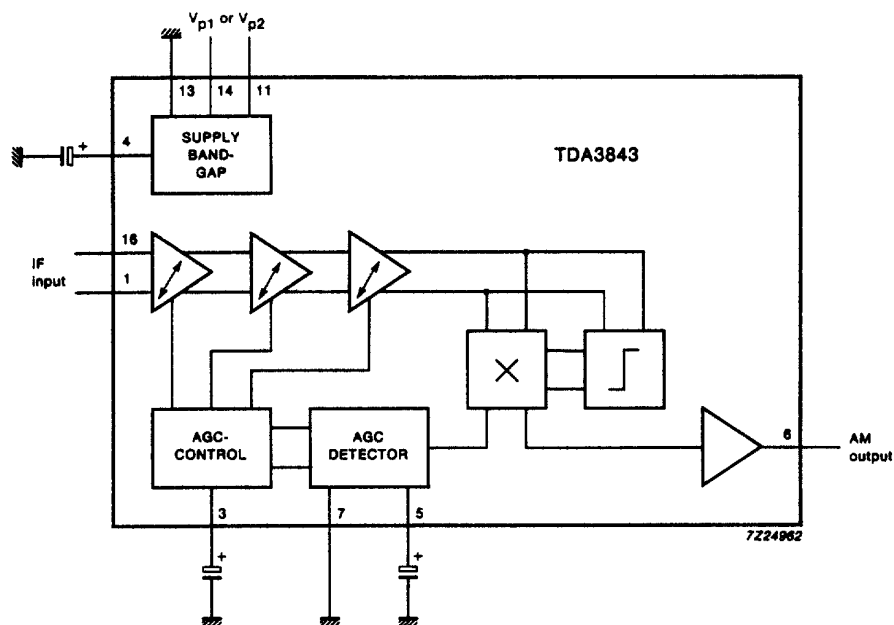 Vp1 or Vp2
13 14 11
4
+
SUPPLY
BAND-
GAP
TDA3843
16
IF
input
1
AGC-
CONTROL
AGC
DETECTOR
6
AM
output
3 7 5
7Z24962
+ +